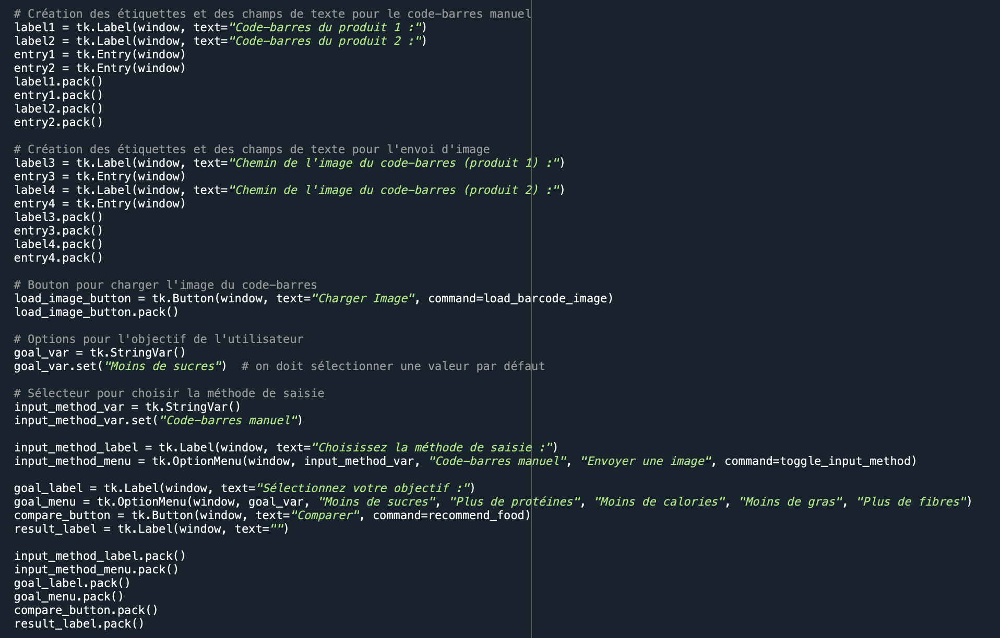 # Création des étiquettes et des champs de texte pour le code-barres manuel
label1 = tk.Label(window, text="Code-barres du produit 1 :")
label2 = tk.Label(window, text="Code-barres du produit 2 :")
entry1 = tk.Entry(window)
entry2 = tk.Entry(window)
label1.pack()
entry1.pack()
label2.pack()
entry2.pack()
# Création des étiquettes et des champs de texte pour l'envoi d'image
label3 = tk.Label(window, text="Chemin de l'image du code-barres (produit 1) :")
entry3 = tk.Entry(window)
label4 = tk.Label(window, text="Chemin de l'image du code-barres (produit 2) :")
entry4 = tk.Entry(window)
label3.pack()
entry3.pack()
label4.pack()
entry4.pack()
# Bouton pour charger l'image du code-barres
load_image_button = tk.Button(window, text="Charger Image", command=load_barcode_image)
load_image_button.pack()
# Options pour l'objectif de l'utilisateur
goal_var = tk.StringVar()
goal_var.set("Moins de sucres")  # on doit sélectionner une valeur par défaut
# Sélecteur pour choisir la méthode de saisie
input_method_var = tk.StringVar()
input_method_var.set("Code-barres manuel")
input_method_label = tk.Label(window, text="Choisissez la méthode de saisie :")
input_method_menu = tk.OptionMenu(window, input_method_var, "Code-barres manuel", "Envoyer une image", command=toggle_input_method)
goal_label = tk.Label(window, text="Sélectionnez votre objectif :")
goal_menu = tk.OptionMenu(window, goal_var, "Moins de sucres", "Plus de protéines", "Moins de calories", "Moins de gras", "Plus de fibres")
compare_button = tk.Button(window, text="Comparer", command=recommend_food)
result_label = tk.Label(window, text="")
input_method_label.pack()
input_method_menu.pack()
goal_label.pack()
goal_menu.pack()
compare_button.pack()
result_label.pack()